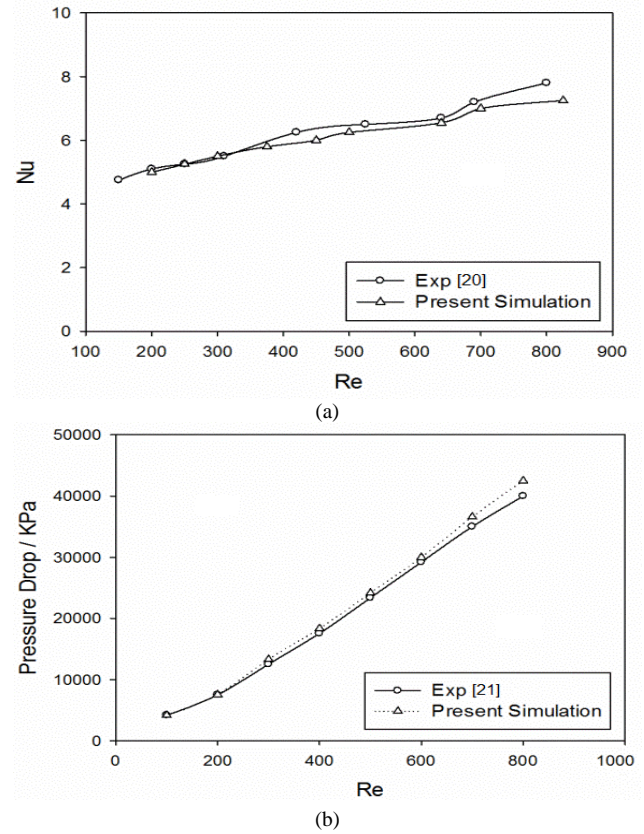 10
8
6
4
2
0
Nu
Exp [20]
Present Simulation
100 200 300 400 500 600 700 800 900
Re
(a)
50000
40000
30000
20000
10000
0
Pressure Drop / KPa
Exp [21]
Present Simulation
0 200 400 600 800 1000
Re
(b)